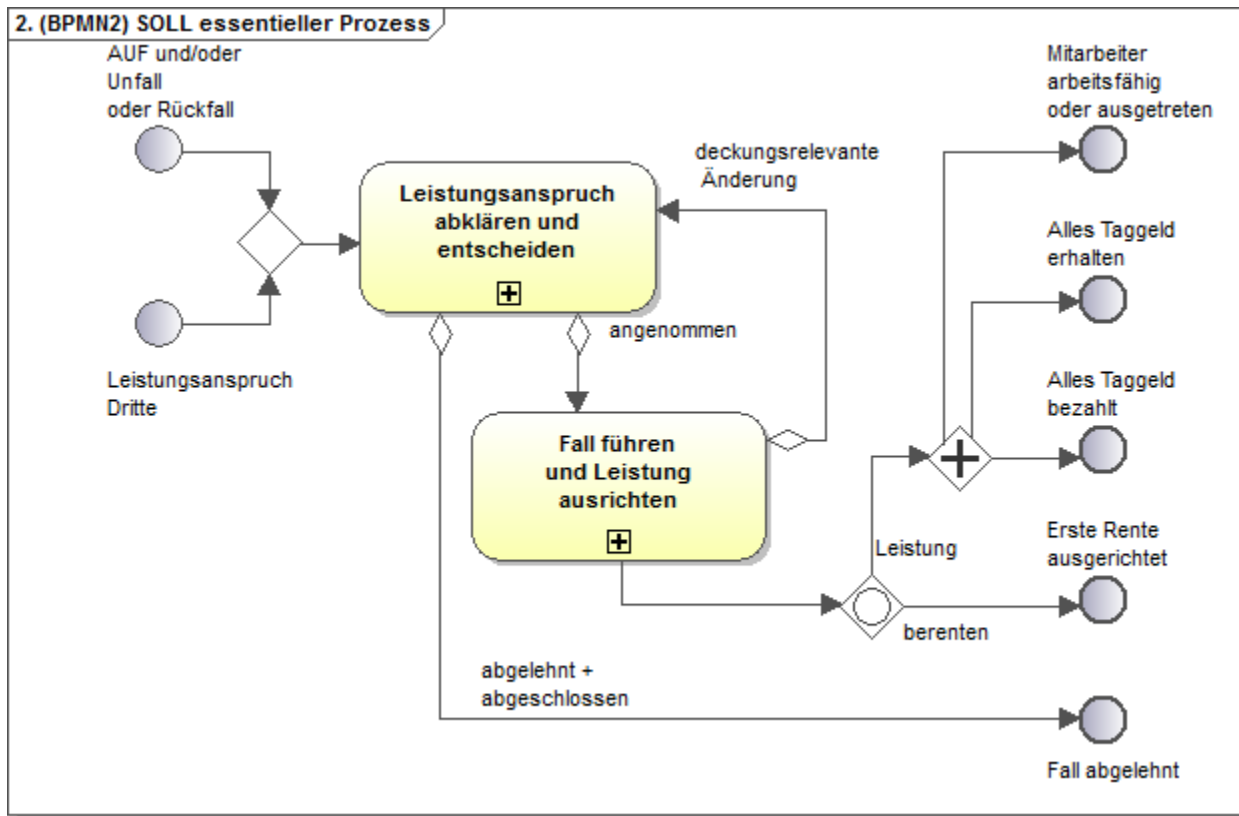 2. (BPMN2) SOLL essentieller Prozess
AUF und/oder
Unfall
oder Rückfall
Mitarbeiter
arbeitsfähig
oder ausgetreten
deckungsrelevante
Änderung
Leistungsanspruch
abklären und
entscheiden
Alles Taggeld
erhalten
angenommen
Leistungsanspruch
Dritte
Alles Taggeld
bezahlt
Fall führen
und Leistung
ausrichten
Leistung
Erste Rente
ausgerichtet
berenten
abgelehnt +
abgeschlossen
Fall abgelehnt